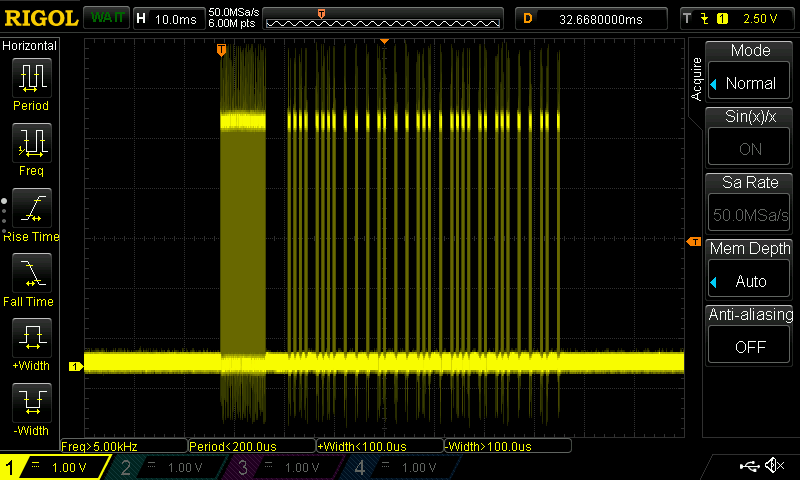 RIGOL WAIT H 10.0ms 50.0MSa/s 6.00M pts T D 32.6680000ms T 1 2.50 V
Horizontal
Period
Freq
Rise Time
Fall Time
+Width
-Width
T
T
1
Acquire
Mode
Normal
Sin(x)/x
ON
Sa Rate
50.0MSa/s
Mem Depth
Auto
Anti-aliasing
OFF
Freq>5.00kHz Period<200.0us +Width<100.0us -Width>100.0us
1 1.00 V 2 1.00 V 3 1.00 V 4 1.00 V